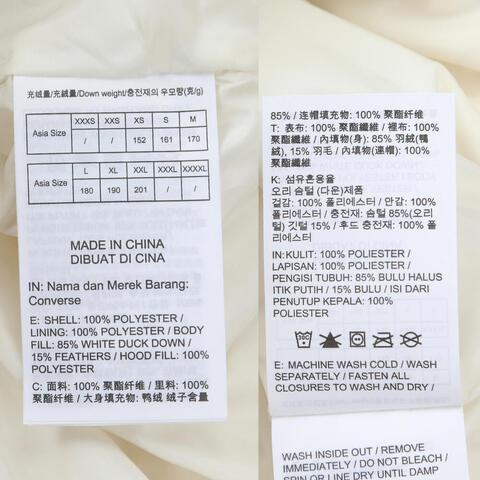 充绒量/充絨量/Down weight/충전재의 우모량(g/g)
Asia Size XXXS XXS XS S M
/ / 152 161 170
Asia Size L XL XXL XXXL XXXXL
180 190 201 / /
MADE IN CHINA
DIBUAT DI CINA
IN: Nama dan Merek Barang:
Converse
E: SHELL: 100% POLYESTER /
LINING: 100% POLYESTER / BODY
FILL: 85% WHITE DUCK DOWN /
15% FEATHERS / HOOD FILL: 100%
POLYESTER
C: 面料: 100% 聚酯纤维 / 里料: 100%
聚酯纤维 / 大身填充物: 鸭绒 绒子含量
85% / 连帽填充物: 100% 聚酯纤维
T: 表布: 100% 聚酯纖維 / 裡布: 100%
聚酯纖維 / 內填物(身): 85% 羽絨(鴨
絨), 15% 羽毛 / 內填物(連帽): 100%
聚酯纖維
K: 섬유혼용율
오리 솜털 (다운)제품
겉감: 100% 폴리에스터 / 안감: 100%
폴리에스터 / 충전재: 솜털 85%(오리
털) 깃털 15% / 후드 충전재: 100% 폴
리에스터
IN:KULIT: 100% POLIESTER /
LAPISAN: 100% POLIESTER /
PENGISI TUBUH: 85% BULU HALUS
ITIK PUTIH / 15% BULU / ISI DARI
PENUTUP KEPALA: 100%
POLIESTER
E: MACHINE WASH COLD / WASH
SEPARATELY / FASTEN ALL
CLOSURES TO WASH AND DRY /
WASH INSIDE OUT / REMOVE
IMMEDIATELY / DO NOT BLEACH /
SPIN OR LINE DRY UNTIL DAMP